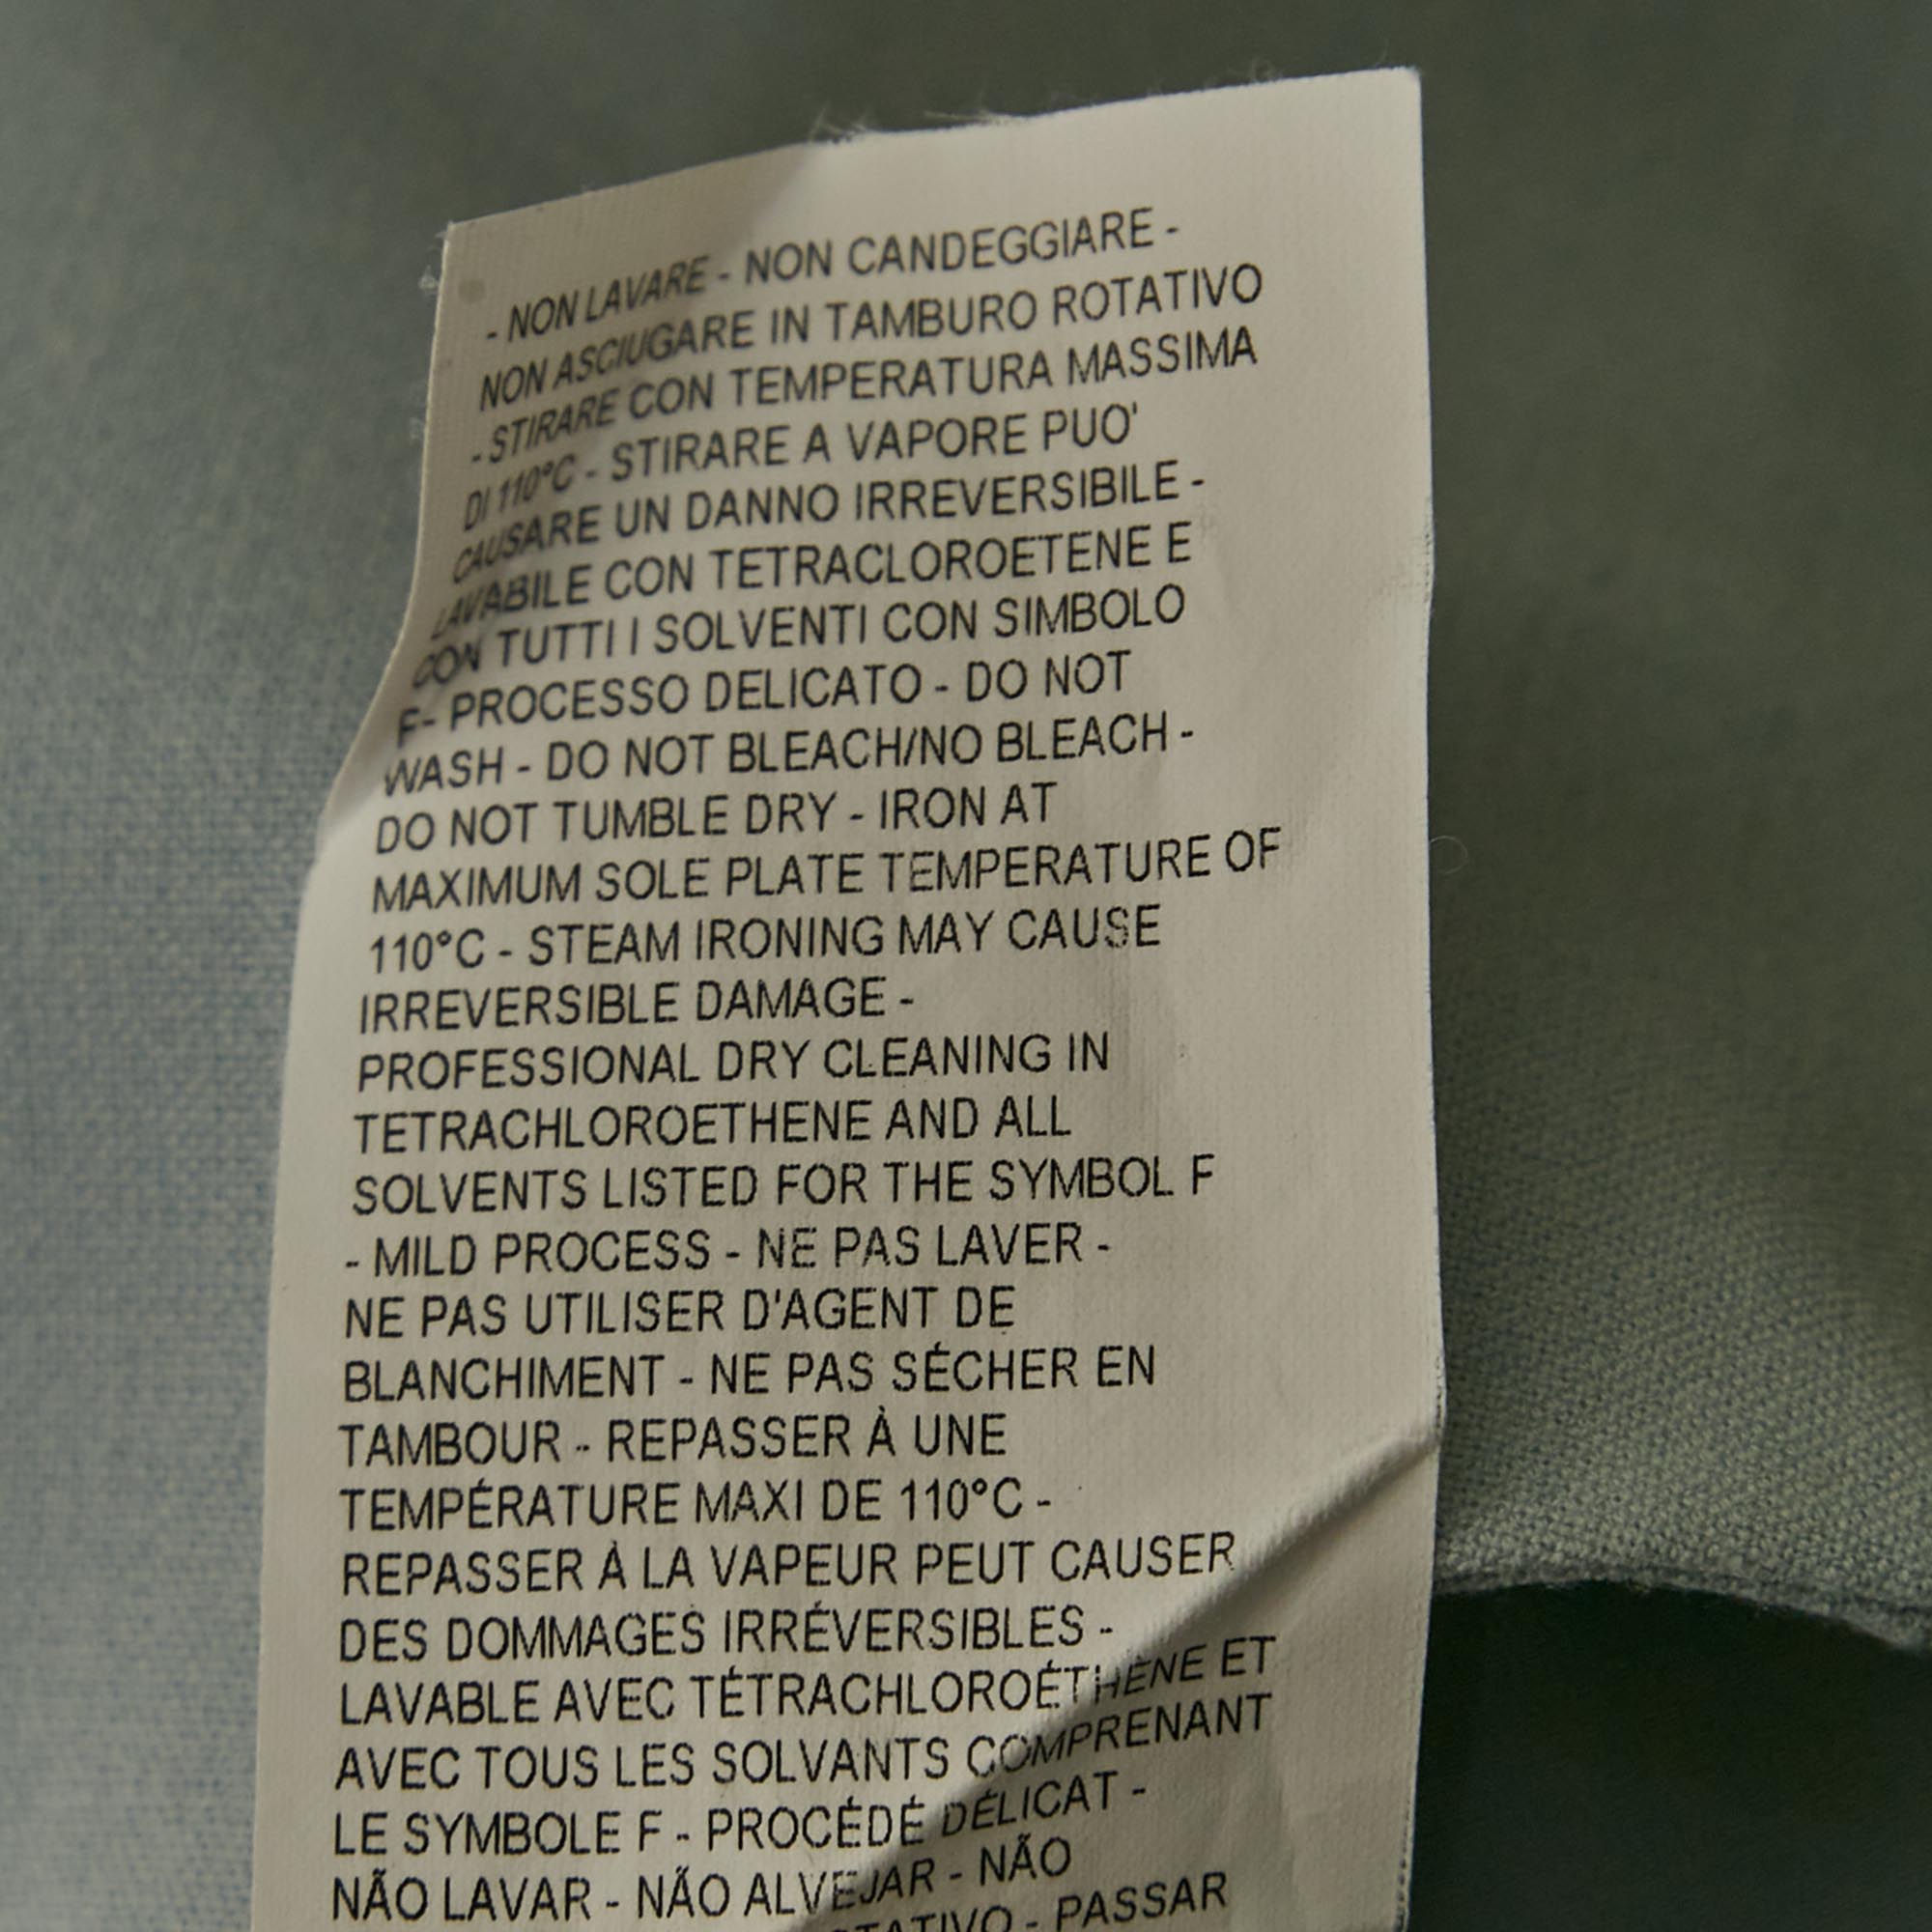 - NON LAVARE - NON CANDEGGIARE -
NON ASCIUGARE IN TAMBURO ROTATIVO
- STIRARE CON TEMPERATURA MASSIMA
DI 110°C - STIRARE A VAPORE PUO'
CAUSARE UN DANNO IRREVERSIBILE -
LAVABILE CON TETRACLOROETENE E
CON TUTTI I SOLVENTI CON SIMBOLO
F- PROCESSO DELICATO - DO NOT
WASH - DO NOT BLEACH/NO BLEACH -
DO NOT TUMBLE DRY - IRON AT
MAXIMUM SOLE PLATE TEMPERATURE OF
110°C - STEAM IRONING MAY CAUSE
IRREVERSIBLE DAMAGE -
PROFESSIONAL DRY CLEANING IN
TETRACHLOROETHENE AND ALL
SOLVENTS LISTED FOR THE SYMBOL F
- MILD PROCESS - NE PAS LAVER -
NE PAS UTILISER D'AGENT DE
BLANCHIMENT - NE PAS SÉCHER EN
TAMBOUR - REPASSER À UNE
TEMPÉRATURE MAXI DE 110°C -
REPASSER À LA VAPEUR PEUT CAUSER
DES DOMMAGES IRRÉVERSIBLES -
LAVABLE AVEC TÉTRACHLOROÉTHÈNE ET
AVEC TOUS LES SOLVANTS COMPRENANT
LE SYMBOLE F - PROCÉDÉ DÉLICAT -
NÃO LAVAR - NÃO ALVEJAR - NÃO
- PASSAR